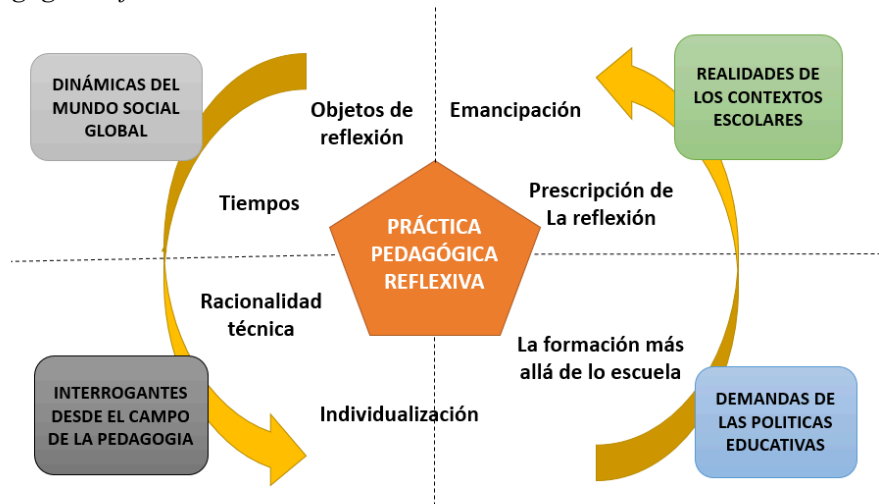 DINÁMICAS DEL
MUNDO SOCIAL
GLOBAL
Objetos de
reflexión
Tiempos
Emancipación
Prescripción de
La reflexión
REALIDADES DE
LOS CONTEXTOS
ESCOLARES
PRÁCTICA
PEDAGÓGICA
REFLEXIVA
Racionalidad
técnica
Individualización
INTERROGANTES
DESDE EL CAMPO
DE LA PEDAGOGIA
La formación más
allá de lo escuela
DEMANDAS DE
LAS POLITICAS
EDUCATIVAS